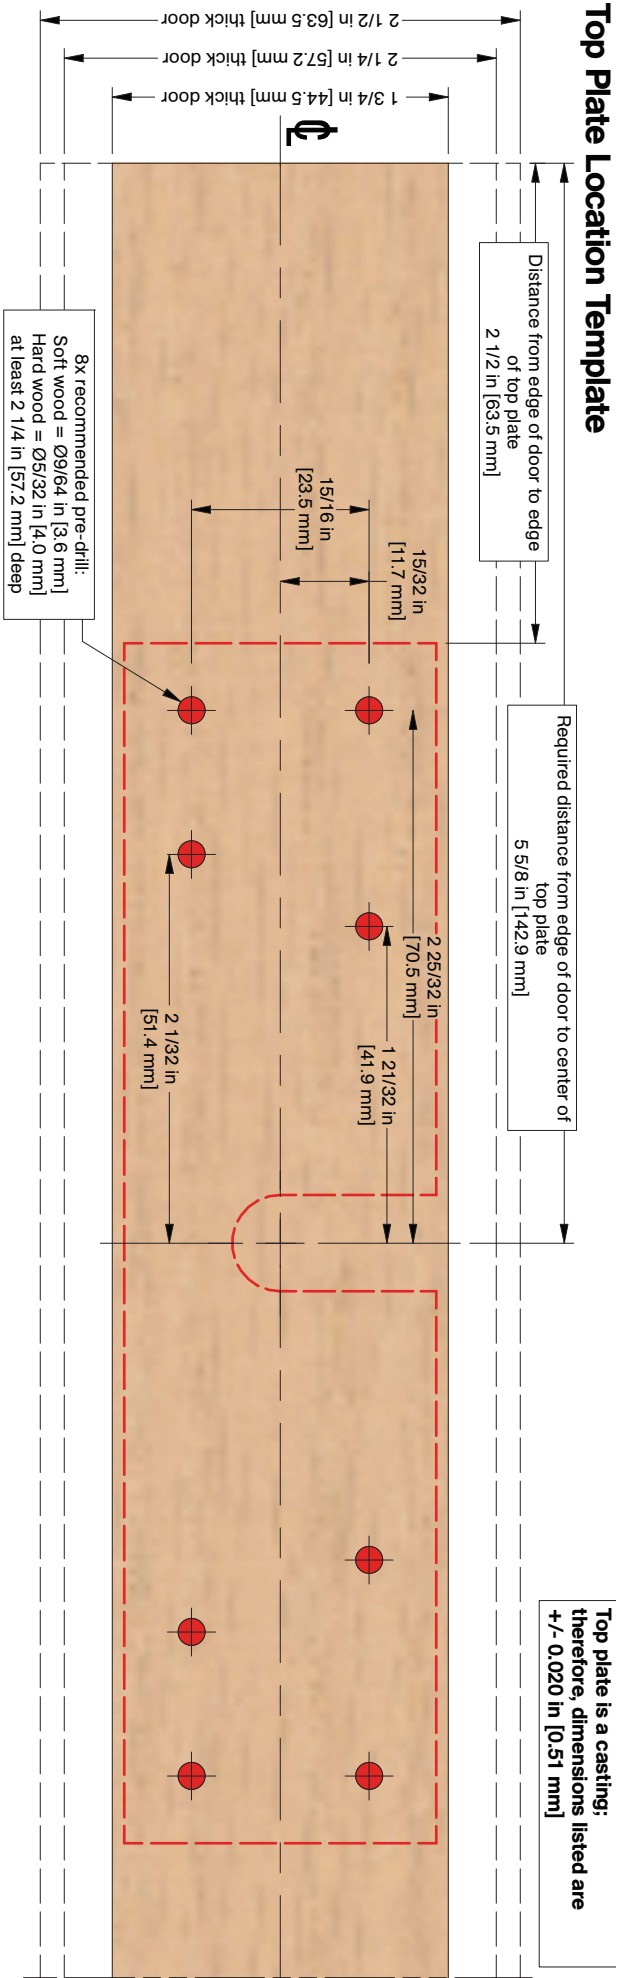 Top Plate Location Template
2 1/2 in [63.5 mm] thick door
2 1/4 in [57.2 mm] thick door
1 3/4 in [44.5 mm] thick door
℄
Distance from edge of door to edge
of top plate
2 1/2 in [63.5 mm]
Required distance from edge of door to center of
top plate
5 5/8 in [142.9 mm]
Top plate is a casting;
therefore, dimensions listed are
+/- 0.020 in [0.51 mm]
15/32 in
[11.7 mm]
15/16 in
[23.5 mm]
2 25/32 in
[70.5 mm]
1 21/32 in
[41.9 mm]
2 1/32 in
[51.4 mm]
8x recommended pre-drill:
Soft wood = Ø9/64 in [3.6 mm]
Hard wood = Ø5/32 in [4.0 mm]
at least 2 1/4 in [57.2 mm] deep